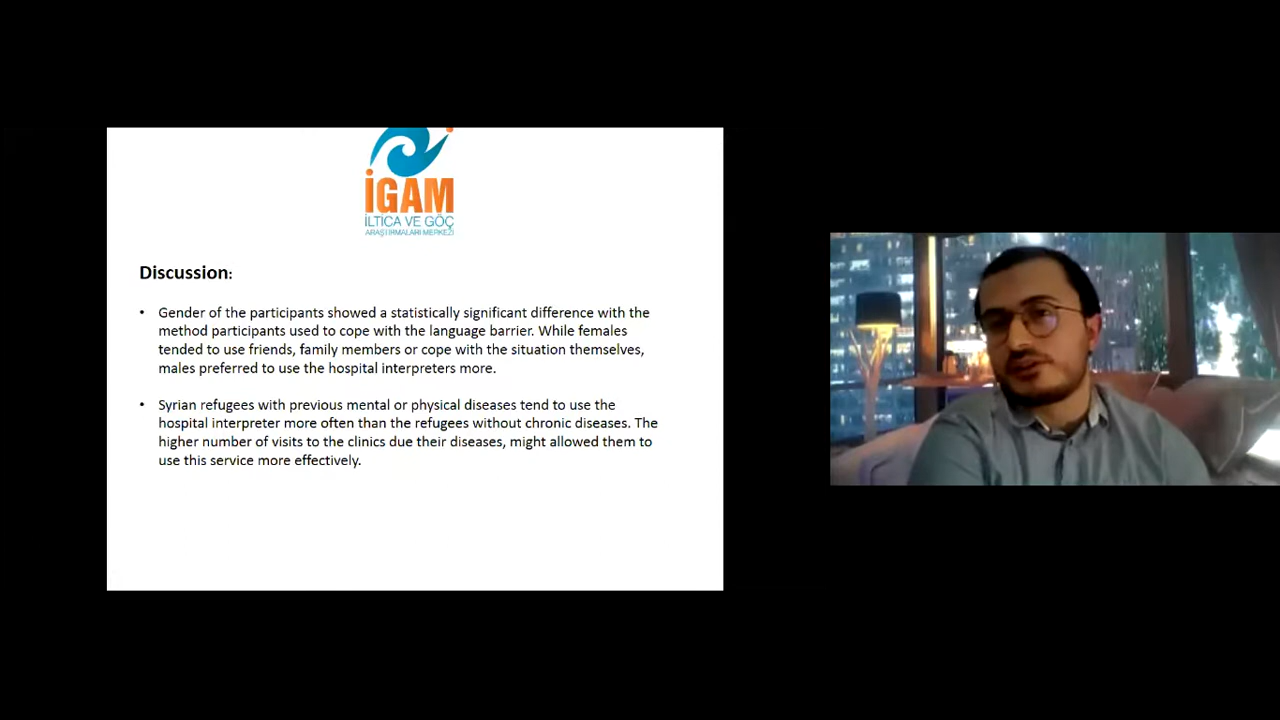 İGAM
İLTİCA VE GÖÇ
ARAŞTIRMALARI MERKEZİ
Discussion:
• Gender of the participants showed a statistically significant difference with the
method participants used to cope with the language barrier. While females
tended to use friends, family members or cope with the situation themselves,
males preferred to use the hospital interpreters more.
• Syrian refugees with previous mental or physical diseases tend to use the
hospital interpreter more often than the refugees without chronic diseases. The
higher number of visits to the clinics due their diseases, might allowed them to
use this service more effectively.